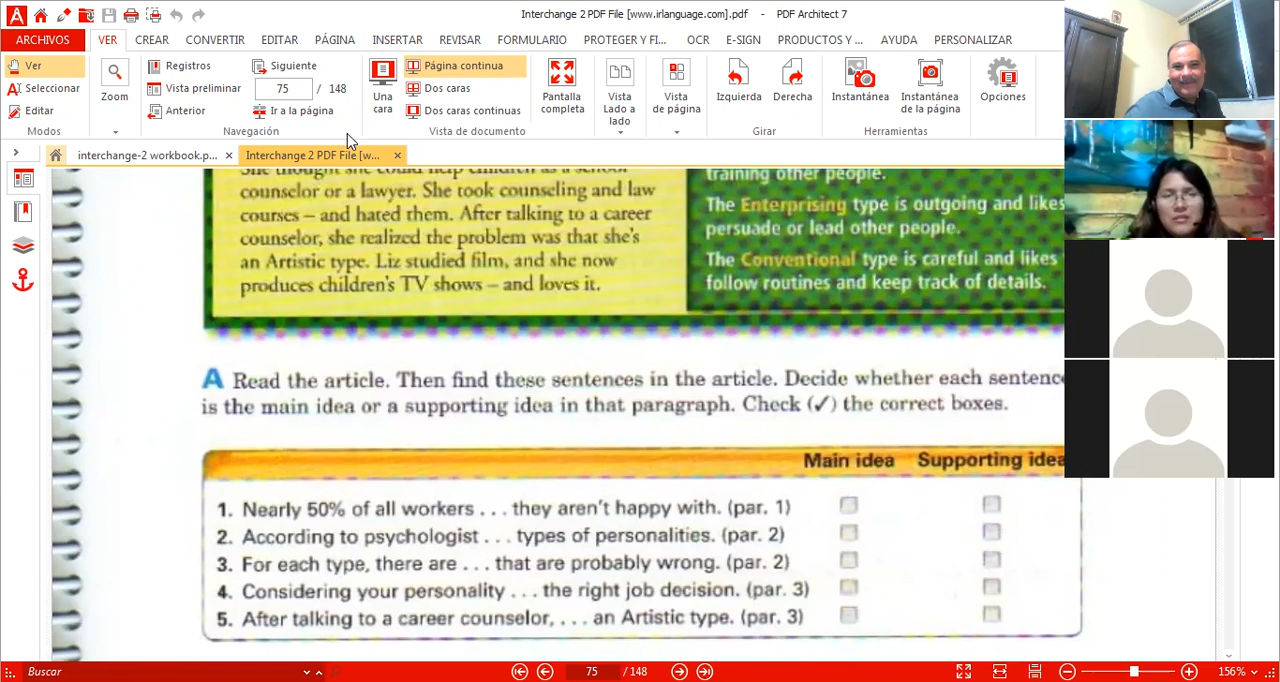 Interchange 2 PDF File [www.irlanguage.com].pdf - PDF Architect 7
ARCHIVOS VER CREAR CONVERTIR EDITAR PÁGINA INSERTAR REVISAR FORMULARIO PROTEGER Y FI... OCR E-SIGN PRODUCTOS Y ... AYUDA PERSONALIZAR
Ver
Seleccionar
Editar
Modos
Zoom
Registros
Vista preliminar
Anterior
Siguiente
75 / 148
Ir a la página
Navegación
Una cara
Página continua
Dos caras
Dos caras continuas
Vista de documento
Pantalla completa
Vista Lado a lado
Vista de página
Izquierda
Derecha
Girar
Instantánea
Instantánea de la página
Herramientas
Opciones
interchange-2 workbook.p... × Interchange 2 PDF File [w... ×
She thought she could help children as a school
counselor or a lawyer. She took counseling and law
courses – and hated them. After talking to a career
counselor, she realized the problem was that she's
an Artistic type. Liz studied film, and she now
produces children's TV shows – and loves it.
training other people.
The Enterprising type is outgoing and likes
persuade or lead other people.
The Conventional type is careful and likes
follow routines and keep track of details.
A Read the article. Then find these sentences in the article. Decide whether each sentence
is the main idea or a supporting idea in that paragraph. Check (✓) the correct boxes.
Main idea Supporting idea
1. Nearly 50% of all workers . . . they aren't happy with. (par. 1)
2. According to psychologist . . . types of personalities. (par. 2)
3. For each type, there are . . . that are probably wrong. (par. 2)
4. Considering your personality . . . the right job decision. (par. 3)
5. After talking to a career counselor, . . . an Artistic type. (par. 3)
Buscar
75 / 148
156%